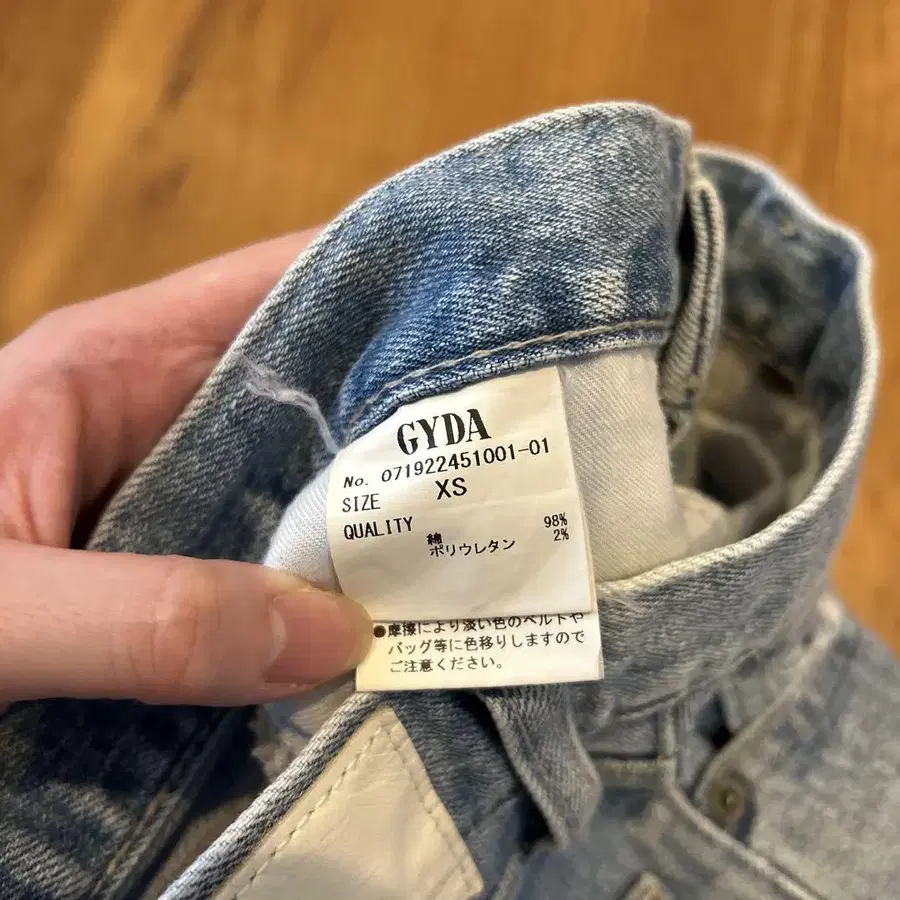 GYDA
No. 071922451001-01
SIZE XS
QUALITY
綿 98%
ポリウレタン 2%
●摩擦により淡い色のベルトや
バッグ等に色移りしますので
ご注意ください。